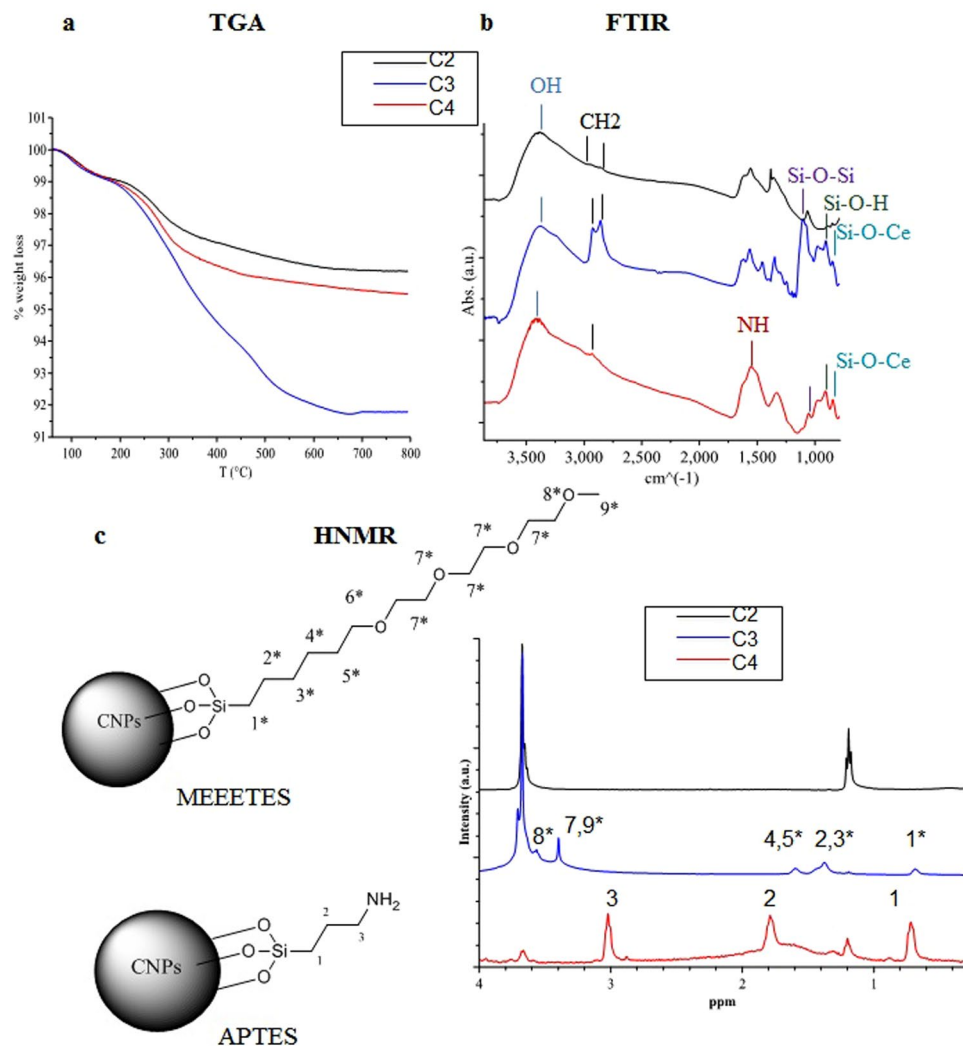 a TGA
b FTIR
C2
C3
C4
101
100
99
98
97
96
95
94
93
92
91
% weight loss
100 200 300 400 500 600 700 800
T (°C)
OH
CH2
Si-O-Si
Si-O-H
Si-O-Ce
NH
Si-O-Ce
Abs. (a.u.)
3,500 3,000 2,500 2,000 1,500 1,000
cm^(-1)
c HNMR
8* O
9*
7* O 7*
7* O 7*
6* O 7*
4*
5*
2*
3*
1*
O
CNPs O Si
O
MEEETES
NH2
2
O
3
CNPs O Si
1
O
APTES
C2
C3
C4
Intensity (a.u.)
8* 7,9* 4,5* 2,3* 1*
3 2 1
4 3 2 1
ppm